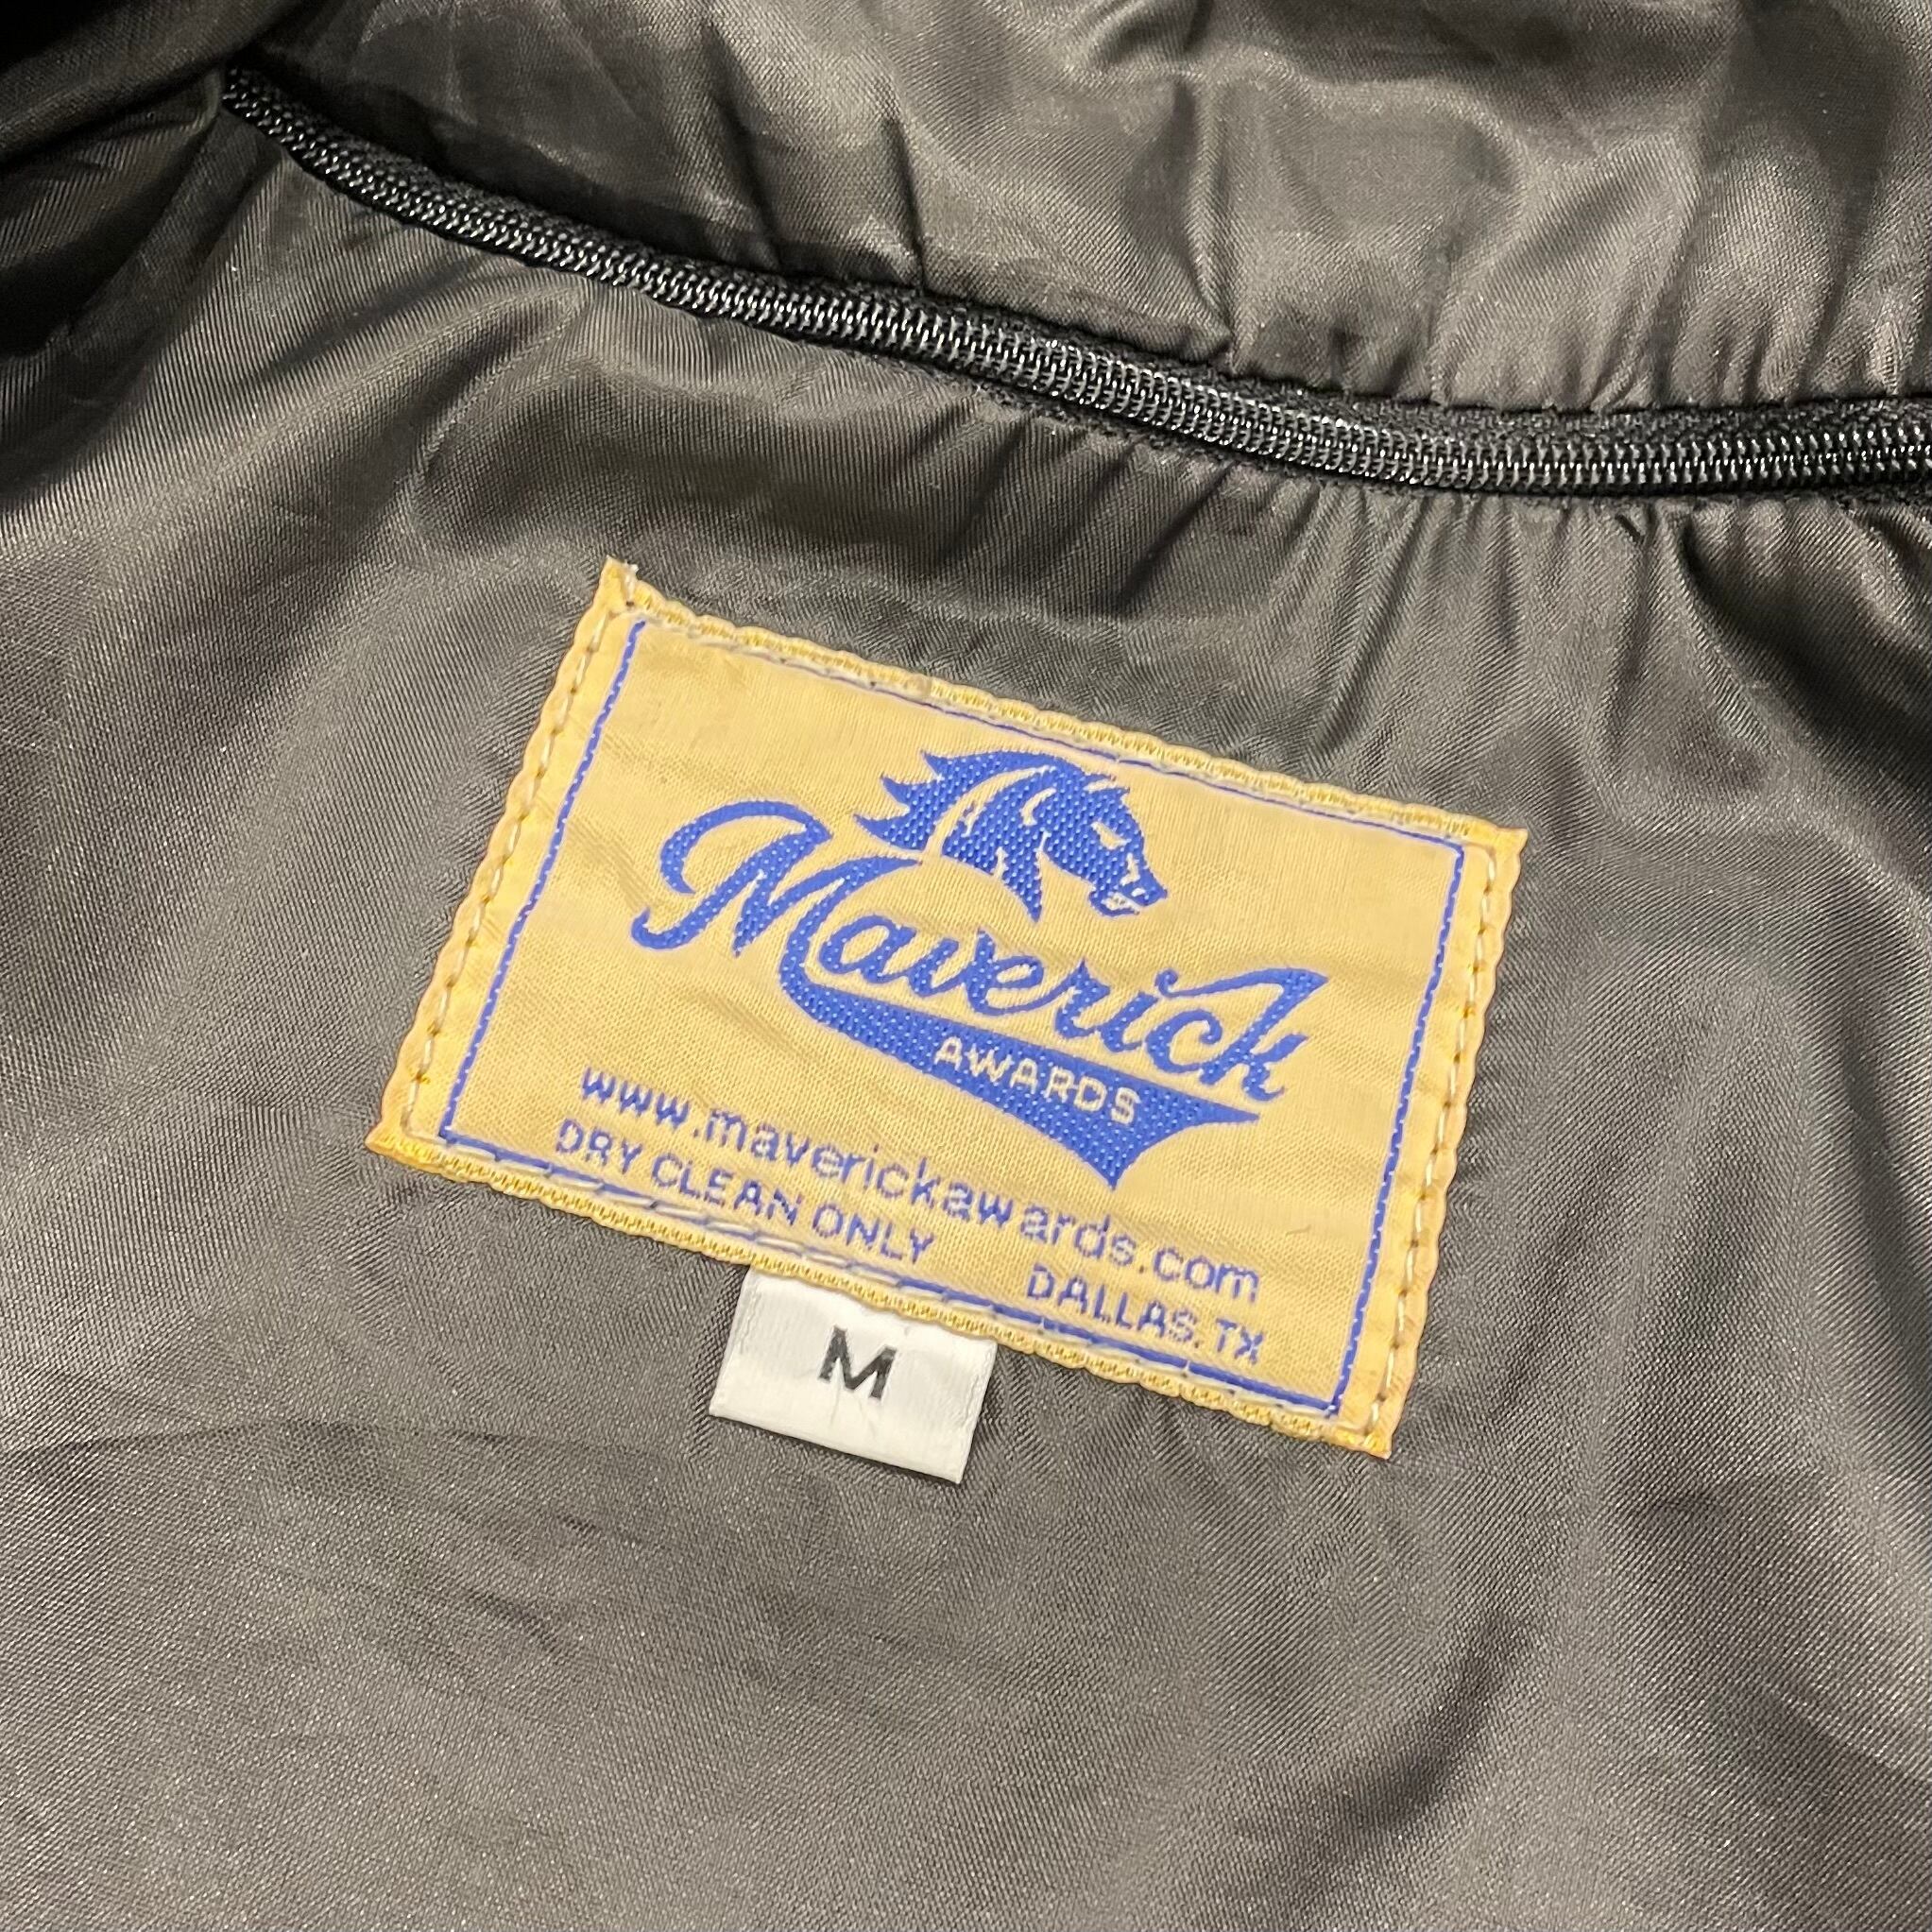 Maverick
AWARDS
www.maverickawards.com
DRY CLEAN ONLY
DALLAS, TX
M